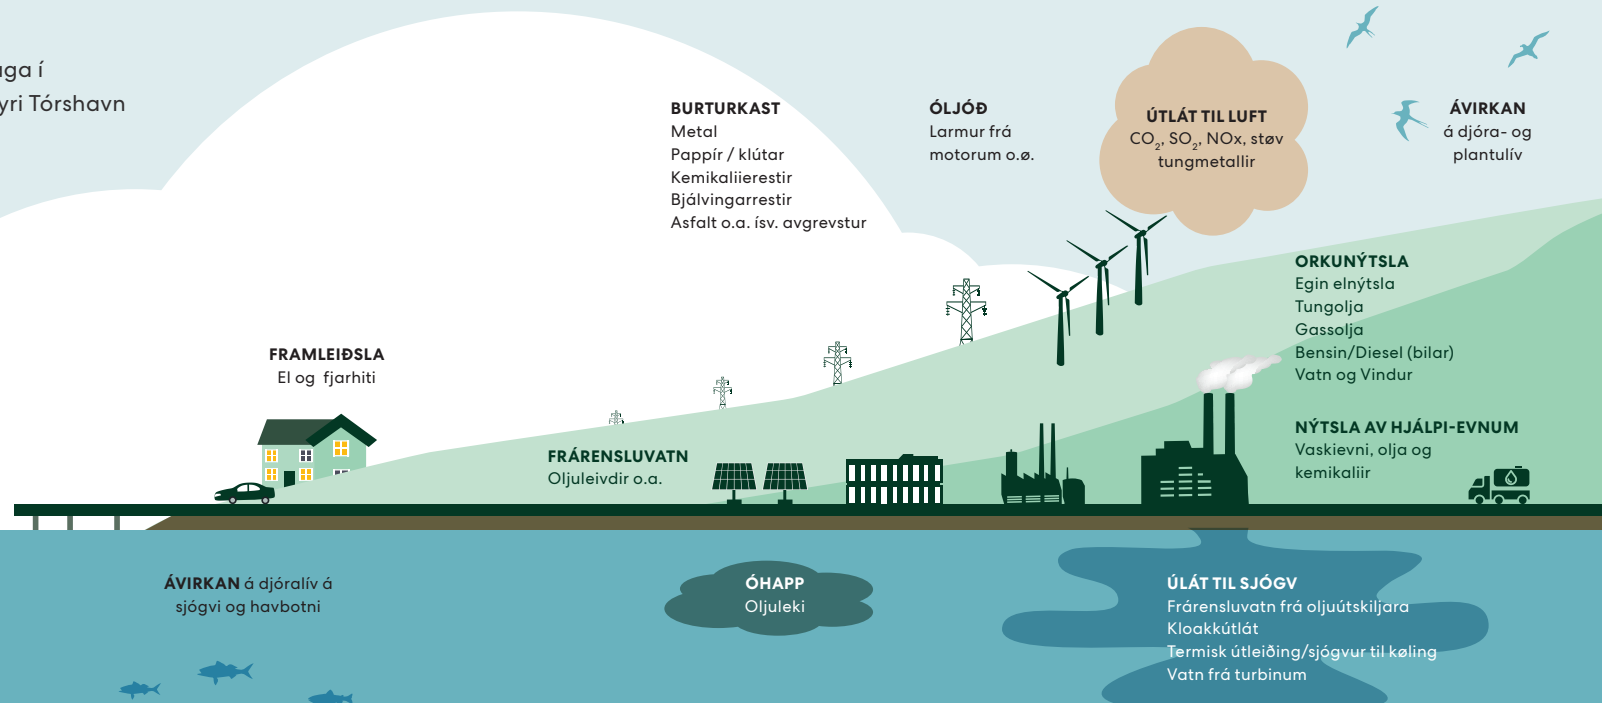 í
Tórshavn
BURTURKAST
Metal
Pappír / klútar
Kemikaliierestir
Bjálvingarrestir
Asfalt o.a. ísv. avgrevstur
ÓLJÓÐ
Larmur frá
motorum o.ø.
ÚTLÁT TIL LUFT
CO₂, SO₂, NOx, støv
tungmetallir
ÁVIRKAN
á djóra- og
plantulív
ORKUNÝTSLA
Egin elnýtsla
Tungolja
Gassolja
Bensin/Diesel (bilar)
Vatn og Vindur
FRAMLEIÐSLA
El og fjarhiti
FRÁRENSLUVATN
Oljuleivdir o.a.
NÝTSLA AV HJÁLPI-EVNUM
Vaskievni, olja og
kemikaliir
ÁVIRKAN á djóralív á
sjógvi og havbotni
ÓHAPP
Oljuleki
ÚLÁT TIL SJÓGV
Frárensluvatn frá oljuútskiljara
Kloakkútlát
Termisk útleiðing/sjógvur til køling
Vatn frá turbinum